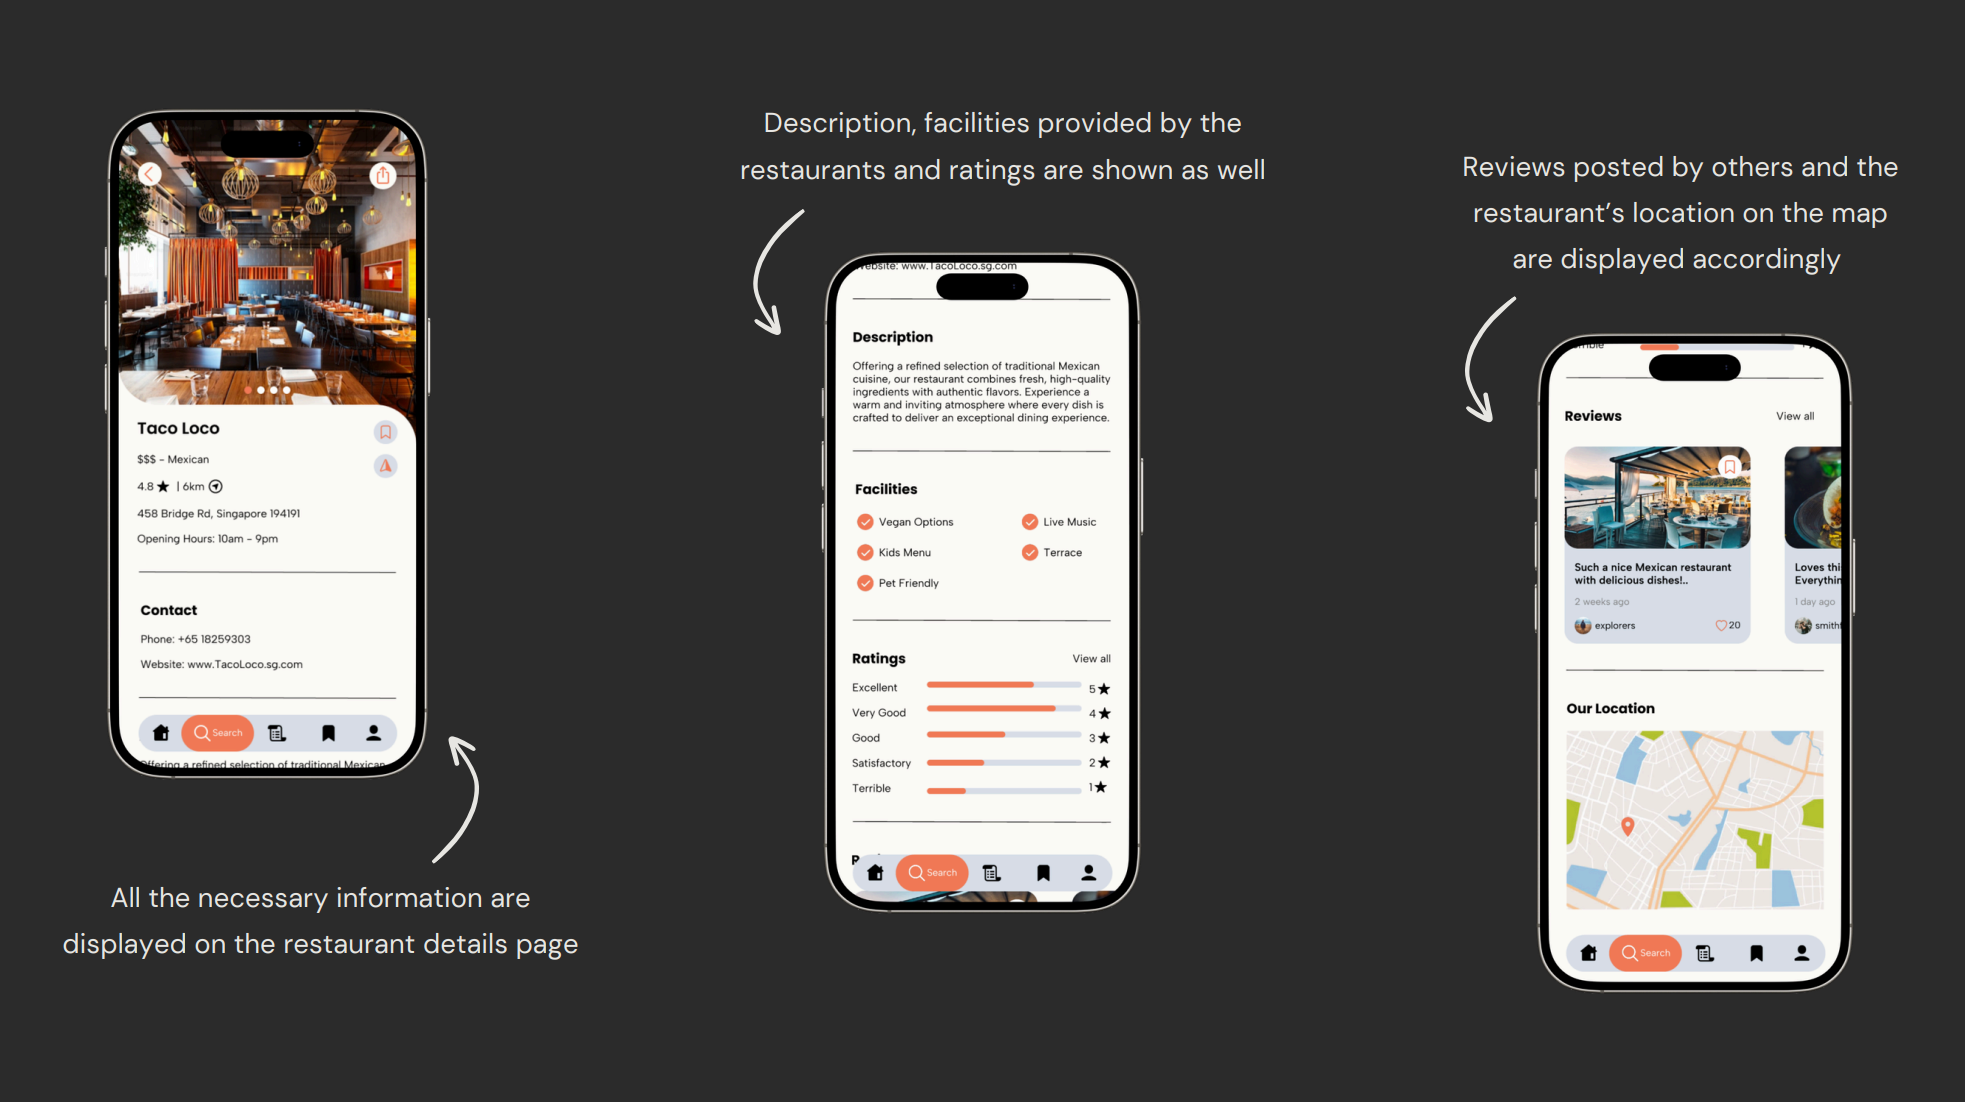 Taco Loco
$$$ - Mexican
4.8 ★ | 6km
458 Bridge Rd, Singapore 194191
Opening Hours: 10am - 9pm
Contact
Phone: +65 18259303
Website: www.TacoLoco.sg.com
Search
Offering a refined selection of traditional Mexican
All the necessary information are
displayed on the restaurant details page
Description, facilities provided by the
restaurants and ratings are shown as well
Website: www.TacoLoco.sg.com
Description
Offering a refined selection of traditional Mexican
cuisine, our restaurant combines fresh, high-quality
ingredients with authentic flavors. Experience a
warm and inviting atmosphere where every dish is
crafted to deliver an exceptional dining experience.
Facilities
Vegan Options
Live Music
Kids Menu
Terrace
Pet Friendly
Ratings
View all
Excellent 5★
Very Good 4★
Good 3★
Satisfactory 2★
Terrible 1★
Search
Reviews posted by others and the
restaurant’s location on the map
are displayed accordingly
Reviews
View all
Such a nice Mexican restaurant
with delicious dishes!..
2 weeks ago
explorers
20
Loves thi
Everythin
1 day ago
smithf
Our Location
Search